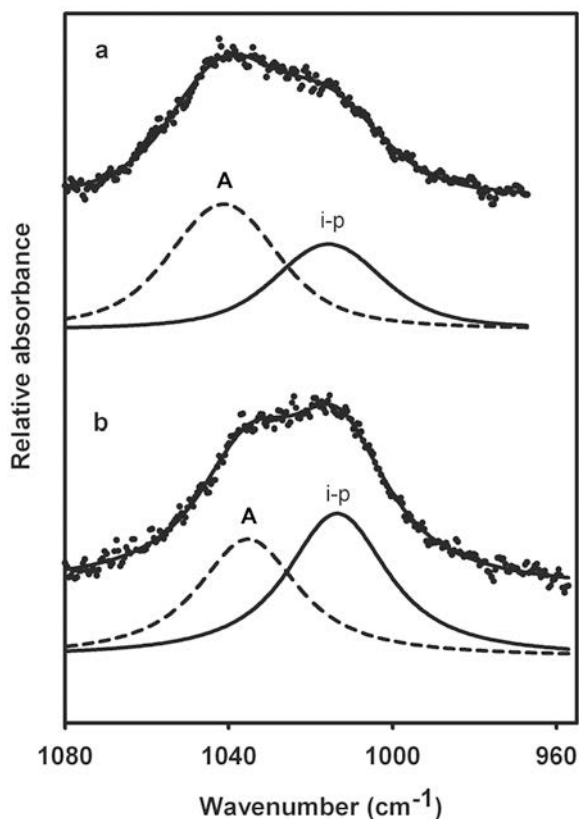 a
A
i-p
b
A
i-p
Relative absorbance
1080 1040 1000 960
Wavenumber (cm⁻¹)